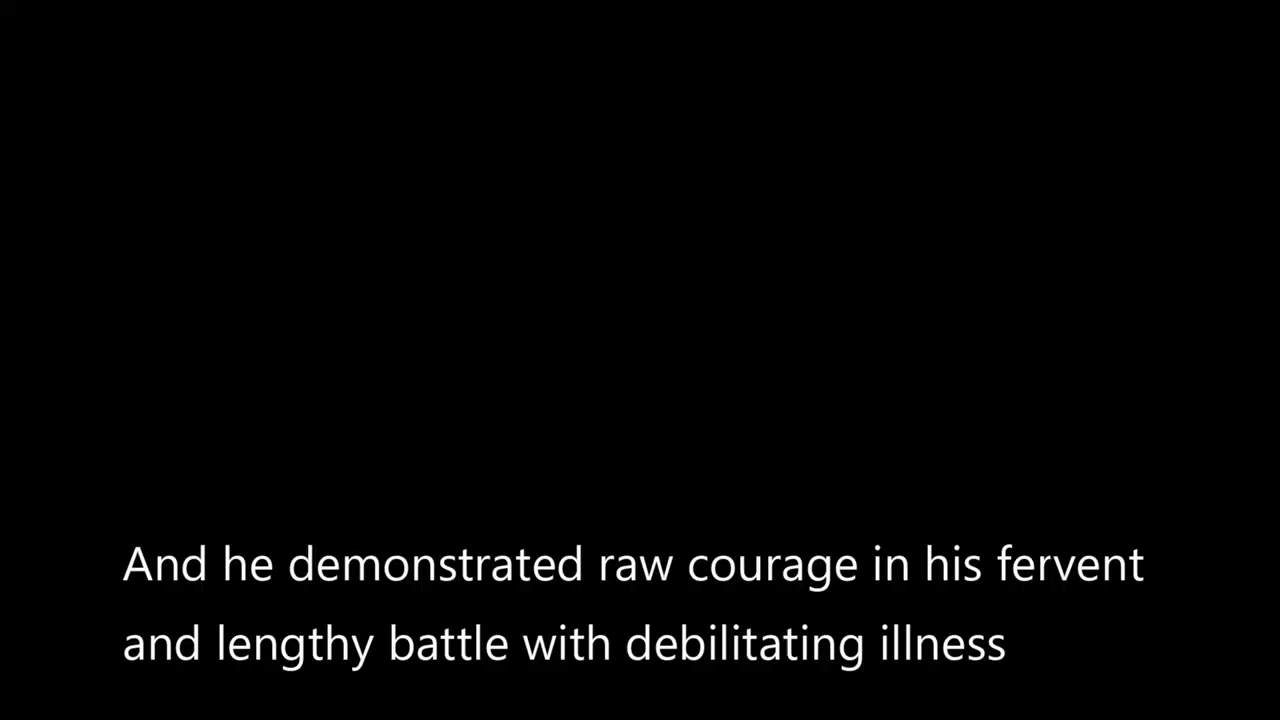 And he demonstrated raw courage in his fervent
and lengthy battle with debilitating illness